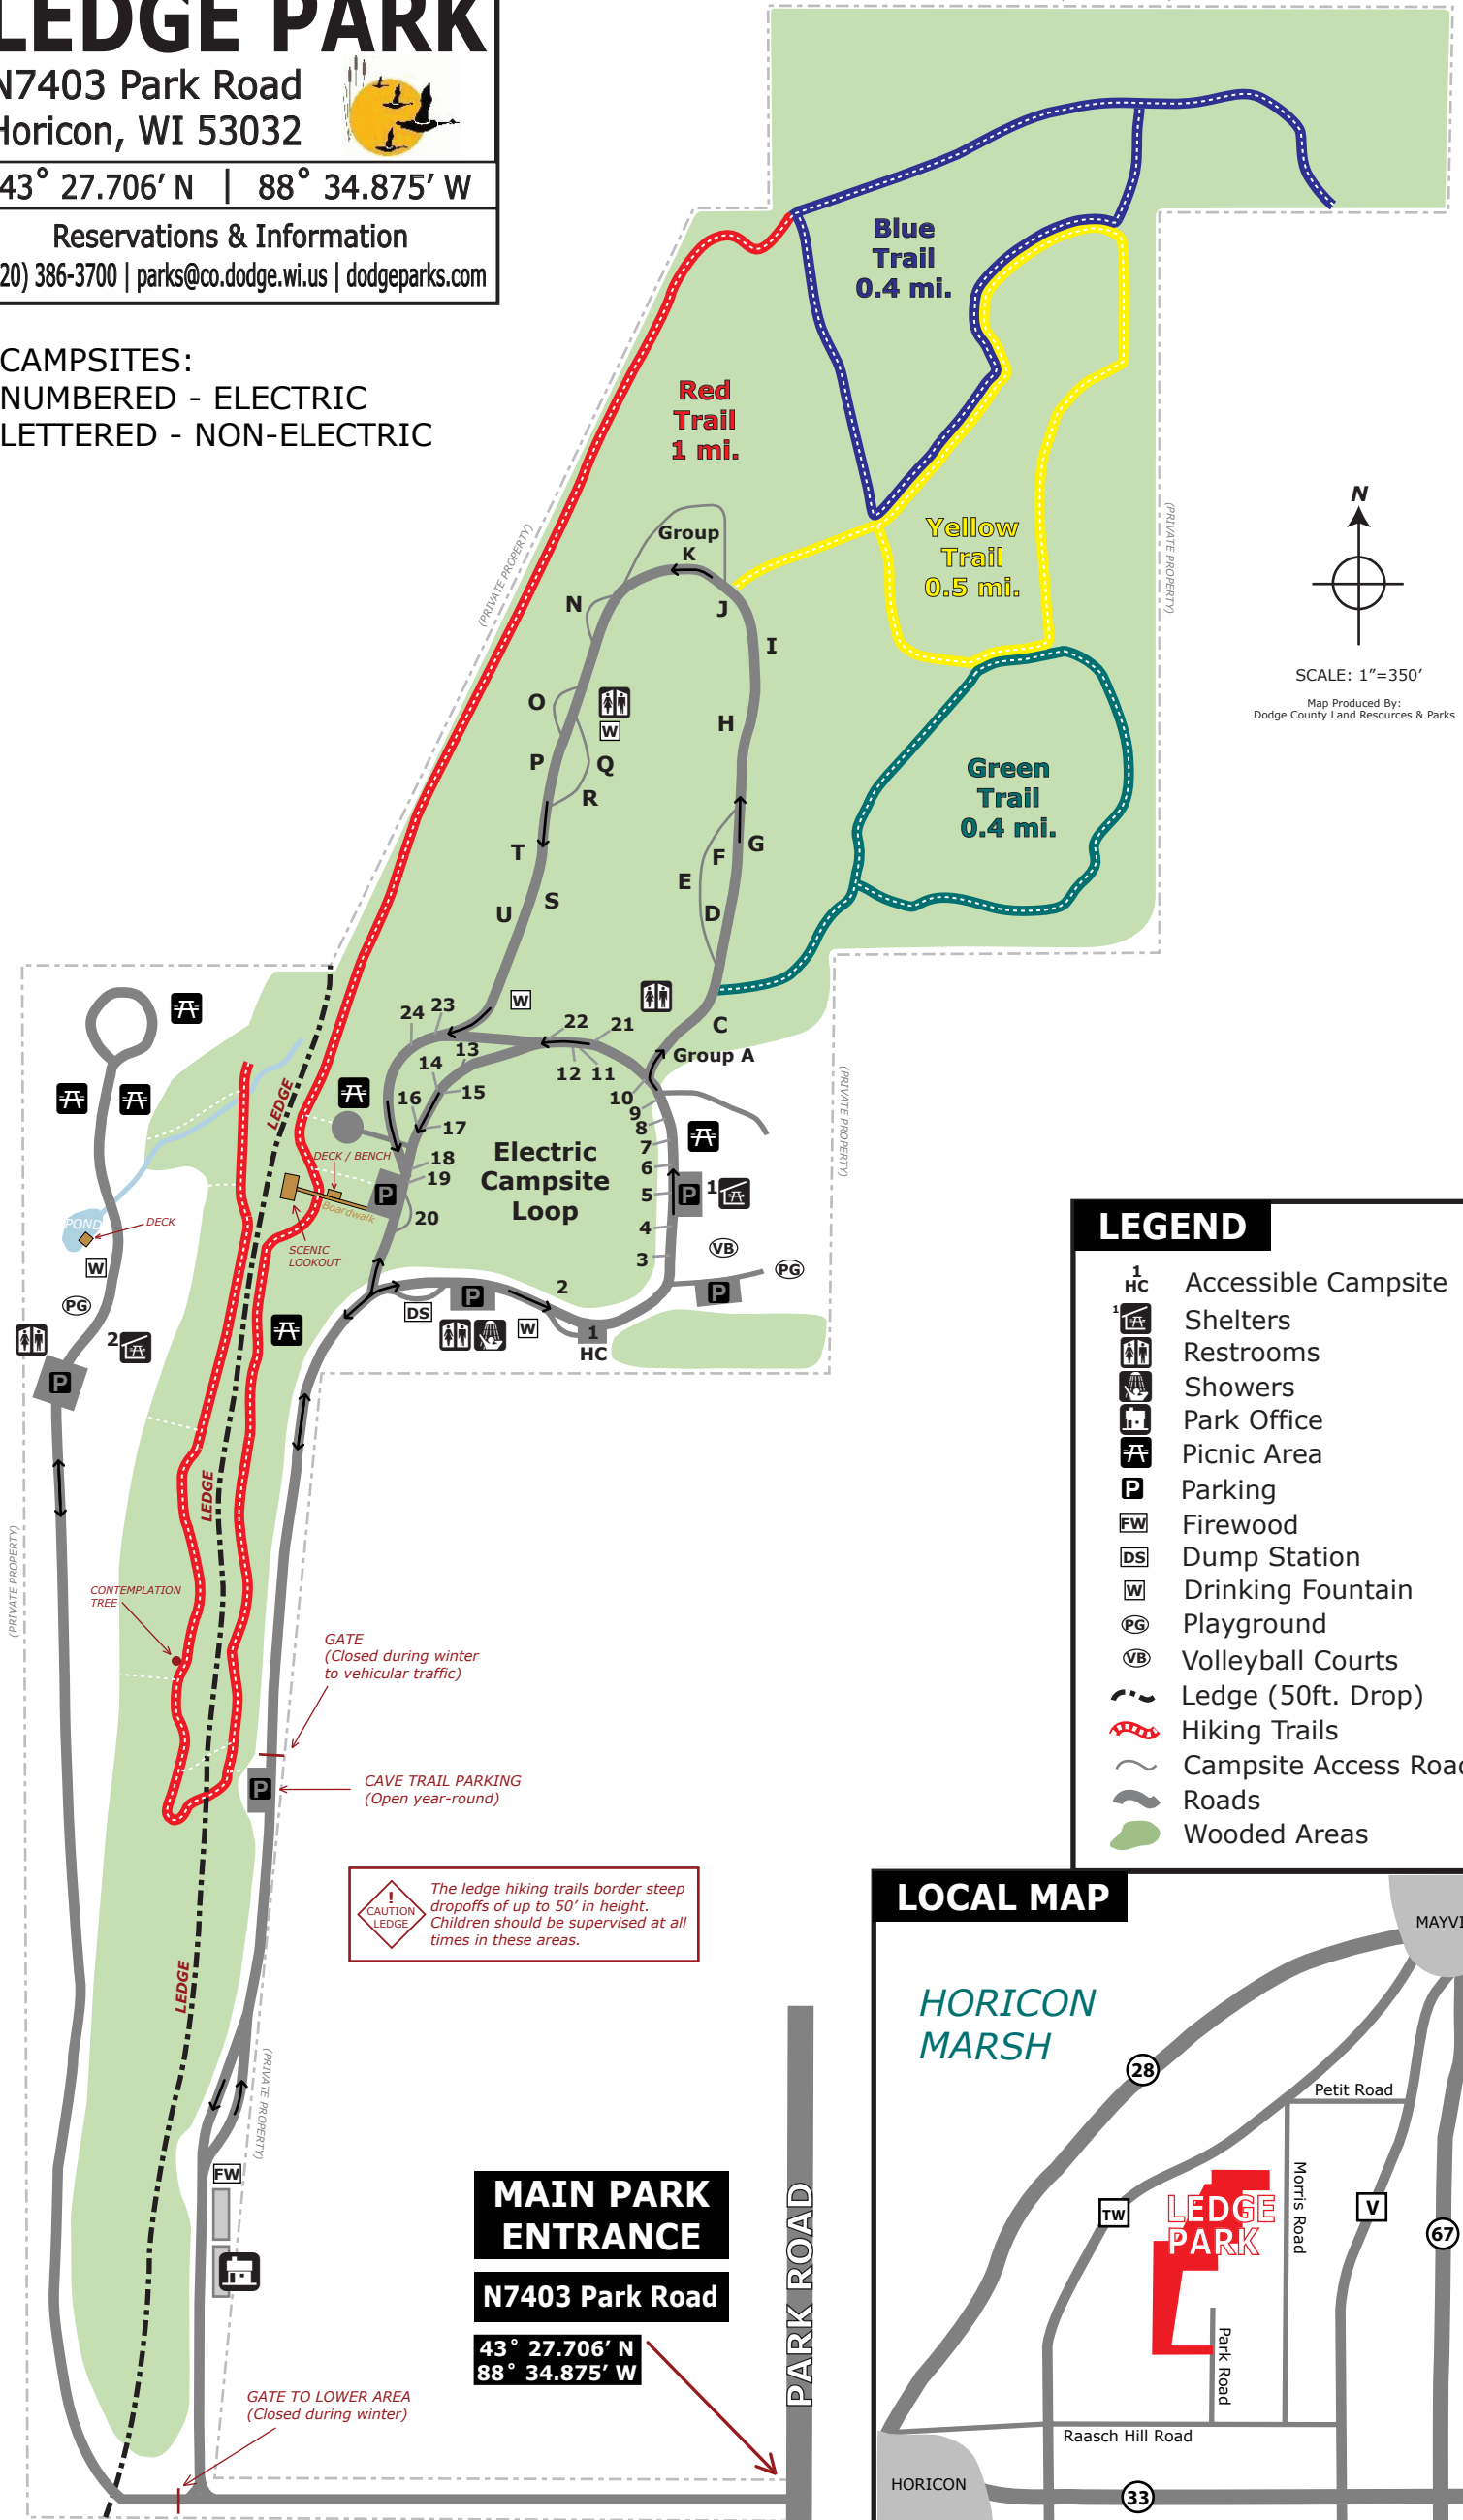 LEDGE PARK
N7403 Park Road
Horicon, WI 53032
43° 27.706’ N | 88° 34.875’ W
Reservations & Information
20) 386-3700 | parks@co.dodge.wi.us | dodgeparks.com
CAMPSITES:
NUMBERED - ELECTRIC
LETTERED - NON-ELECTRIC
Blue
Trail
0.4 mi.
Red
Trail
1 mi.
Yellow
Trail
0.5 mi.
Green
Trail
0.4 mi.
(PRIVATE PROPERTY)
(PRIVATE PROPERTY)
N
SCALE: 1”=350’
Map Produced By:
Dodge County Land Resources & Parks
Group
K
N
J
I
O
W
H
P
Q
R
T
F
G
E
U
S
D
W
C
24
23
22
21
Group A
13
14
12
11
15
16
10
9
17
8
7
18
6
19
5
20
4
3
2
1
HC
Electric
Campsite
Loop
P
P
1
VB
PG
P
P
DS
W
(PRIVATE PROPERTY)
LEDGE
DECK / BENCH
Boardwalk
SCENIC
LOOKOUT
POND
DECK
W
PG
2
P
LEDGE
(PRIVATE PROPERTY)
CONTEMPLATION
TREE
GATE
(Closed during winter
to vehicular traffic)
P
CAVE TRAIL PARKING
(Open year-round)
!
CAUTION
LEDGE
The ledge hiking trails border steep
dropoffs of up to 50’ in height.
Children should be supervised at all
times in these areas.
LEDGE
(PRIVATE PROPERTY)
FW
MAIN PARK
ENTRANCE
N7403 Park Road
43° 27.706’ N
88° 34.875’ W
PARK ROAD
GATE TO LOWER AREA
(Closed during winter)
LEGEND
1
HC Accessible Campsite
1 Shelters
Restrooms
Showers
Park Office
Picnic Area
P Parking
FW Firewood
DS Dump Station
W Drinking Fountain
PG Playground
VB Volleyball Courts
Ledge (50ft. Drop)
Hiking Trails
Campsite Access Roa
Roads
Wooded Areas
LOCAL MAP
MAYVI
HORICON
MARSH
28
Petit Road
Morris Road
TW
LEDGE
PARK
V
67
Park Road
Raasch Hill Road
HORICON
33